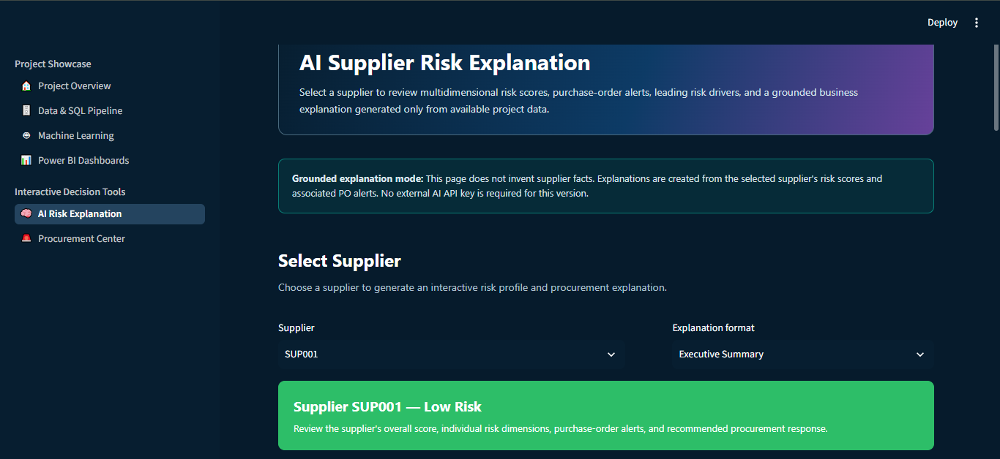 Deploy
Project Showcase
Project Overview
Data & SQL Pipeline
Machine Learning
Power BI Dashboards
Interactive Decision Tools
AI Risk Explanation
Procurement Center
AI Supplier Risk Explanation
Select a supplier to review multidimensional risk scores, purchase-order alerts, leading risk drivers, and a grounded business
explanation generated only from available project data.
Grounded explanation mode: This page does not invent supplier facts. Explanations are created from the selected supplier's risk scores and
associated PO alerts. No external AI API key is required for this version.
Select Supplier
Choose a supplier to generate an interactive risk profile and procurement explanation.
Supplier
SUP001
Explanation format
Executive Summary
Supplier SUP001 — Low Risk
Review the supplier's overall score, individual risk dimensions, purchase-order alerts, and recommended procurement response.